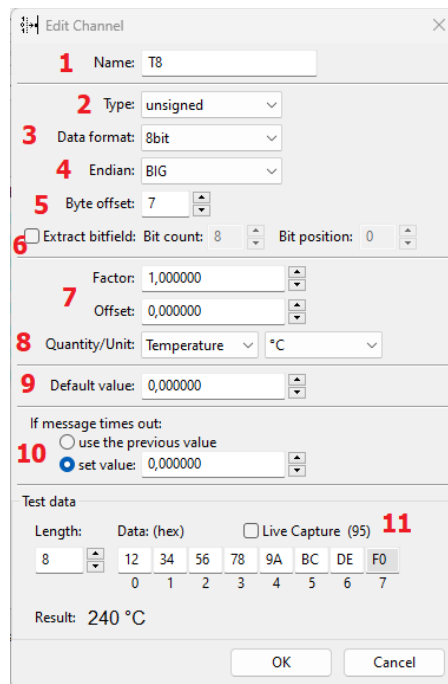 Edit Channel
1 Name: T8
2 Type: unsigned
3 Data format: 8bit
4 Endian: BIG
5 Byte offset: 7
6 Extract bitfield: Bit count: 8 Bit position: 0
Factor: 1,000000
7
Offset: 0,000000
8 Quantity/Unit: Temperature °C
9 Default value: 0,000000
If message times out:
use the previous value
10
set value: 0,000000
Test data
Length: Data: (hex) Live Capture (95) 11
8 12 34 56 78 9A BC DE F0
0 1 2 3 4 5 6 7
Result: 240 °C
OK Cancel